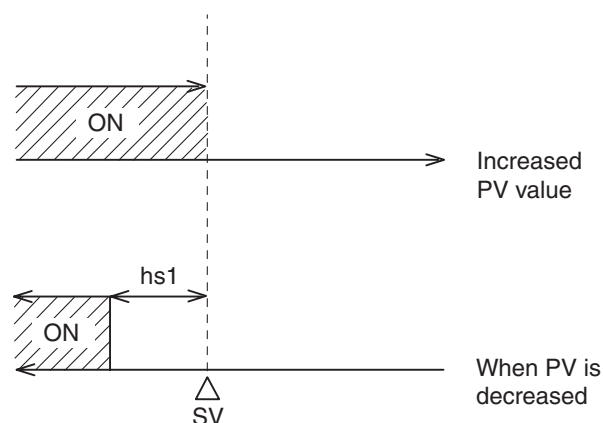 ON
Increased
PV value
hs1
ON
When PV is
decreased
SV